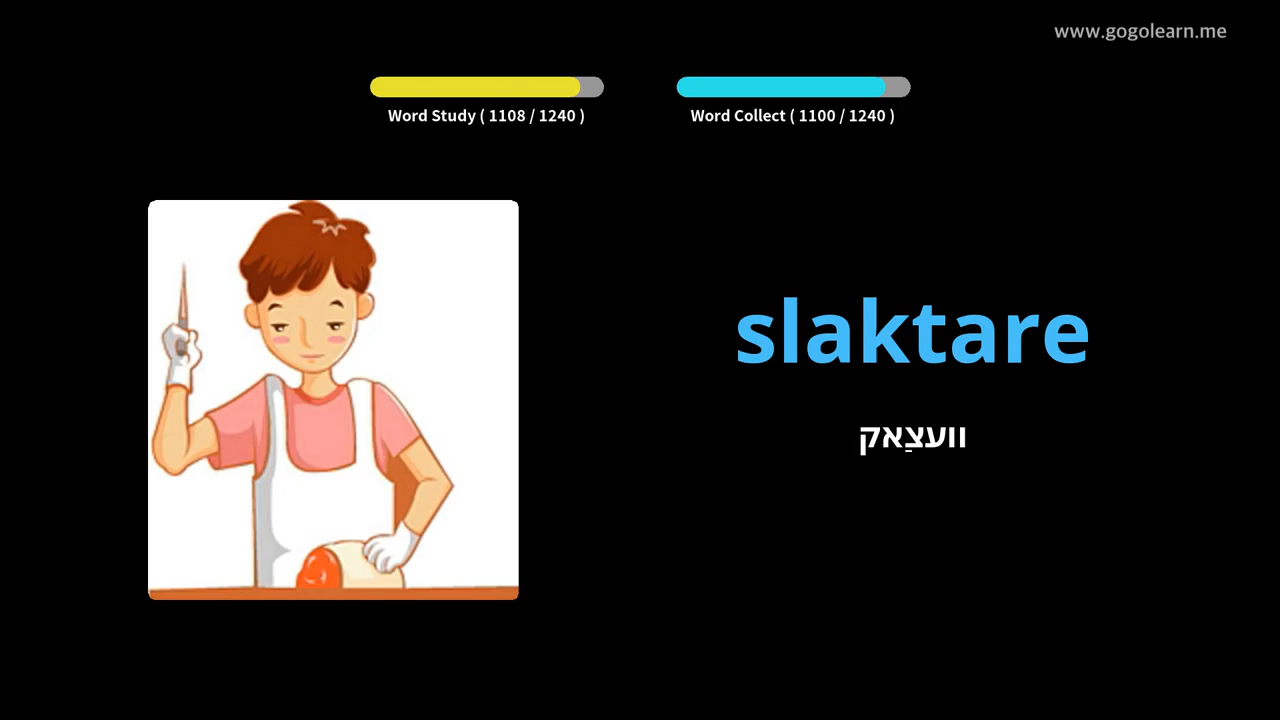 www.gogolearn.me
Word Study ( 1108 / 1240 )
Word Collect ( 1100 / 1240 )
slaktare
וועצַאק